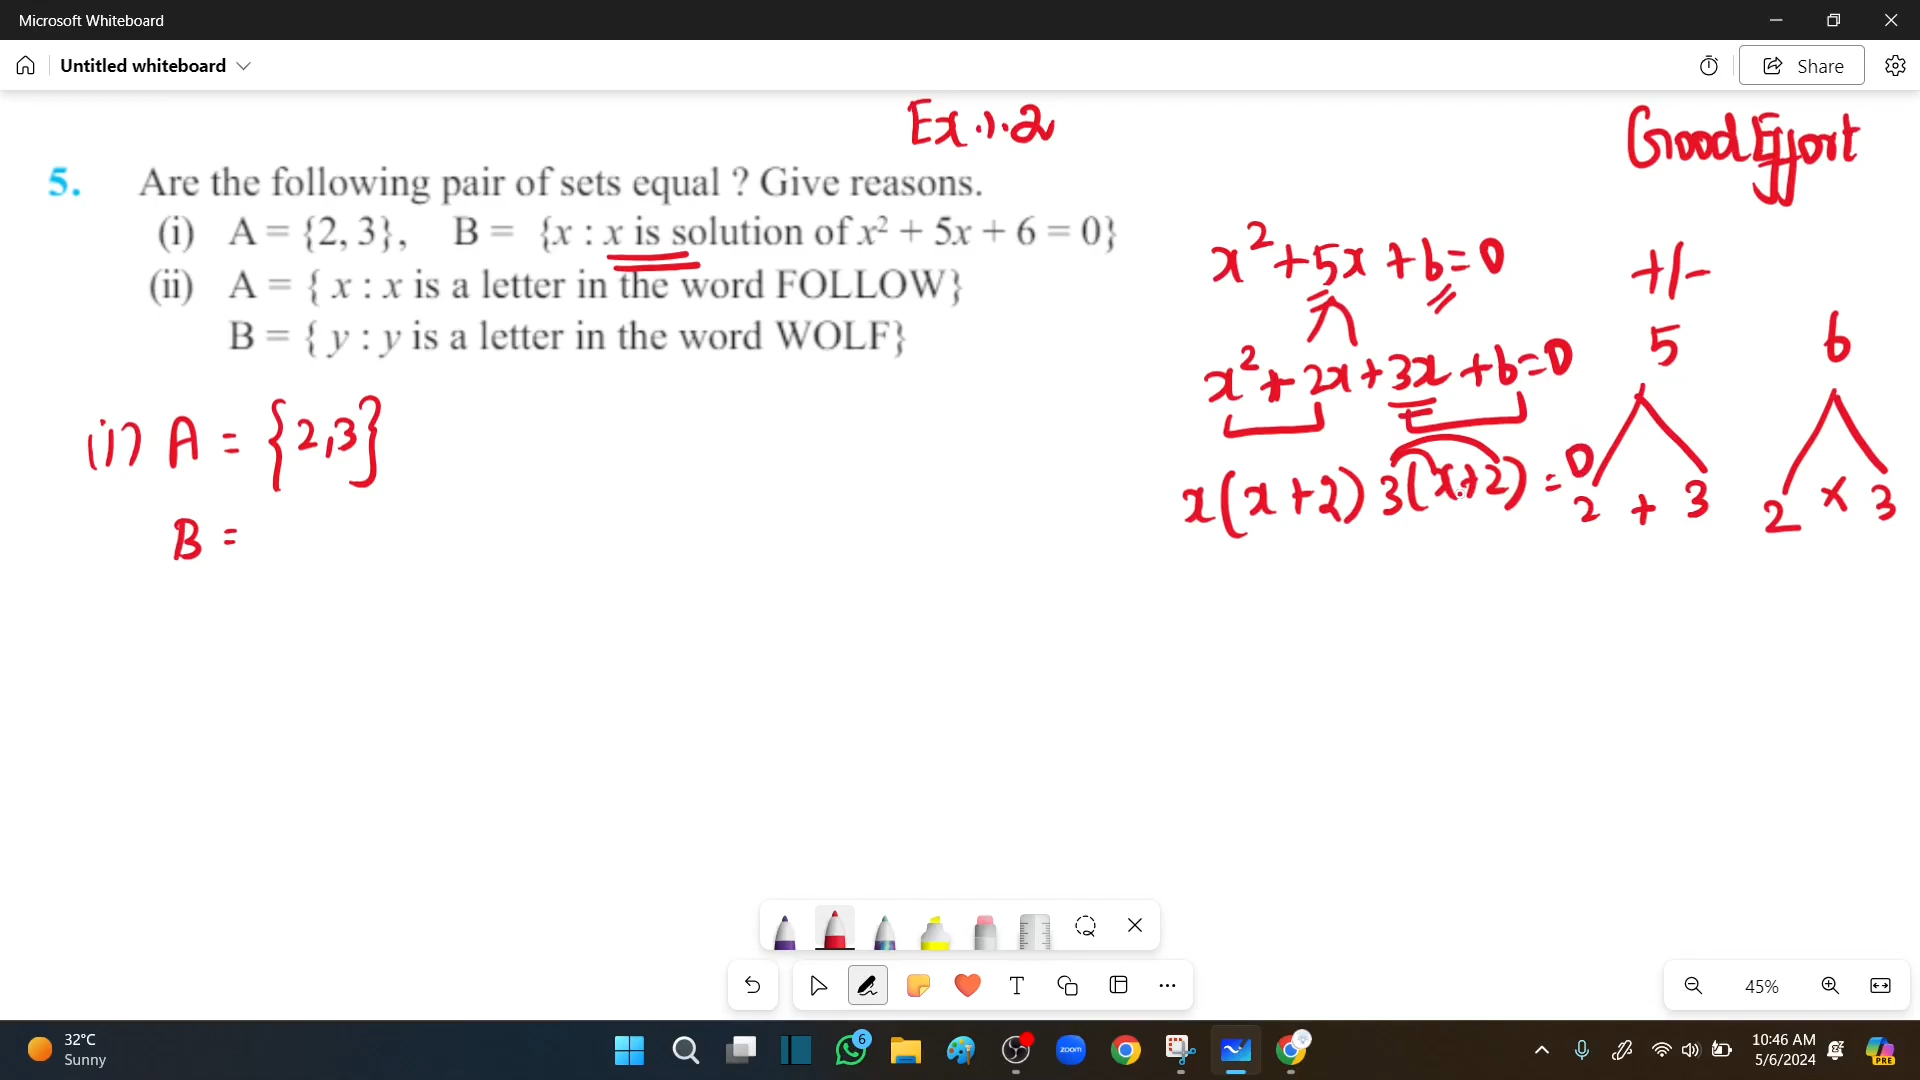 Microsoft Whiteboard
Untitled whiteboard
Share
Ex.1.2
Good Effort
5. Are the following pair of sets equal ? Give reasons.
(i) A = {2, 3}, B = {x : x is solution of x² + 5x + 6 = 0}
(ii) A = { x : x is a letter in the word FOLLOW}
B = { y : y is a letter in the word WOLF}
x² + 5x + 6 = 0
+/-
5
6
x² + 2x + 3x + 6 = 0
(i) A = {2,3}
x(x+2) 3(x+2) = 0
2 + 3
2 × 3
B =
45%
32°C
Sunny
6
zoom
10:46 AM
5/6/2024
PRE